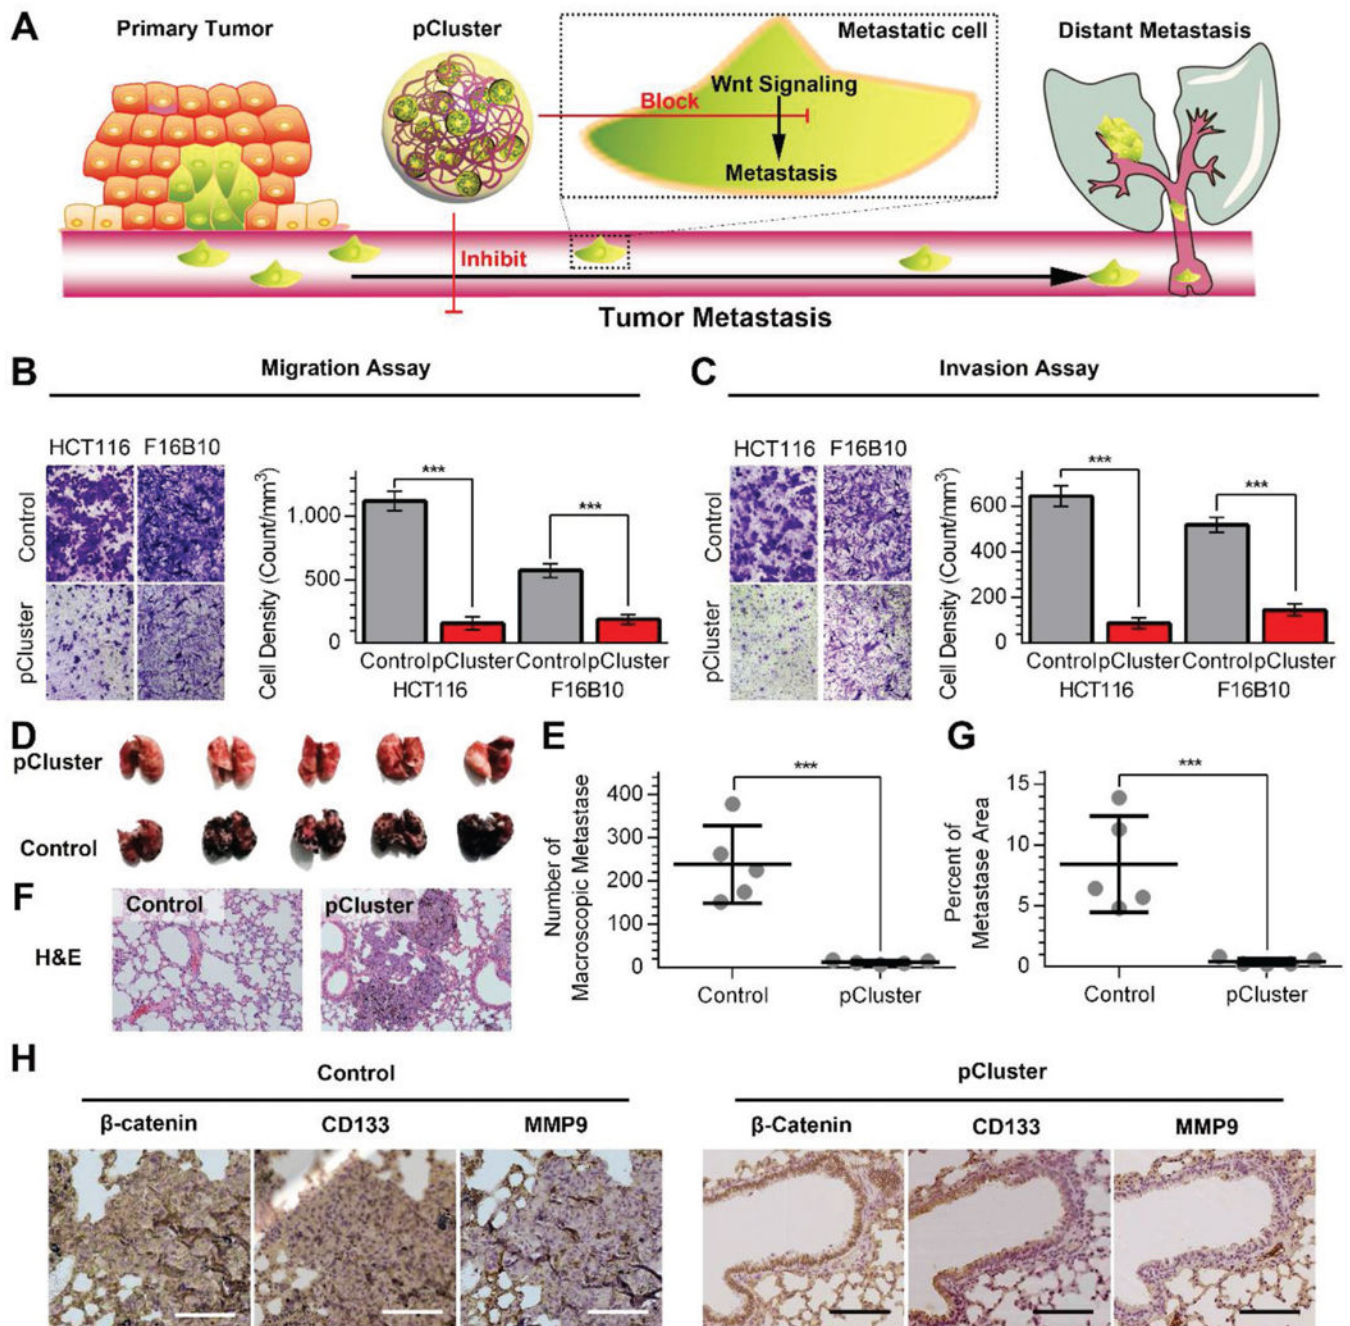 A
Primary Tumor
pCluster
Metastatic cell
Distant Metastasis
Wnt Signaling
Block
Metastasis
Inhibit
Tumor Metastasis
B
Migration Assay
HCT116 F16B10
Control
pCluster
Cell Density (Count/mm³)
1,000
500
0
***
***
Control pCluster Control pCluster
HCT116 F16B10
C
Invasion Assay
HCT116 F16B10
Control
pCluster
Cell Density (Count/mm³)
600
400
200
0
***
***
Control pCluster Control pCluster
HCT116 F16B10
D
pCluster
Control
E
Number of
Macroscopic Metastase
400
300
200
100
0
***
Control pCluster
F
H&E
Control
pCluster
G
Percent of
Metastase Area
15
10
5
0
***
Control pCluster
H
Control
β-catenin CD133 MMP9
pCluster
β-Catenin CD133 MMP9